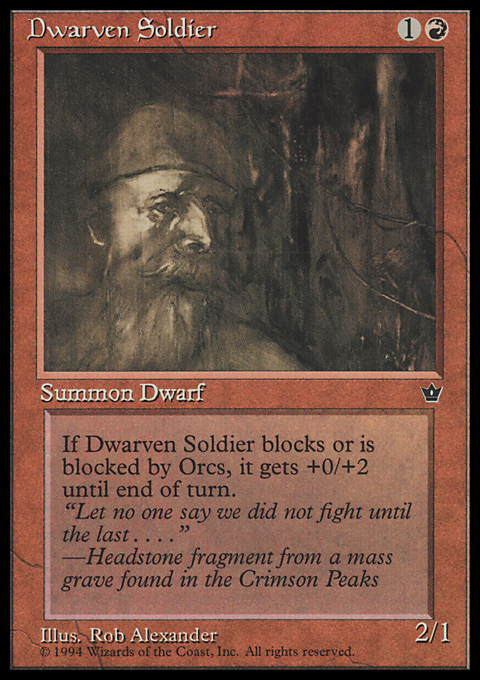 Dwarven Soldier 1
Summon Dwarf
If Dwarven Soldier blocks or is
blocked by Orcs, it gets +0/+2
until end of turn.
“Let no one say we did not fight until
the last . . . .”
—Headstone fragment from a mass
grave found in the Crimson Peaks
Illus. Rob Alexander 2/1
© 1994 Wizards of the Coast, Inc. All rights reserved.